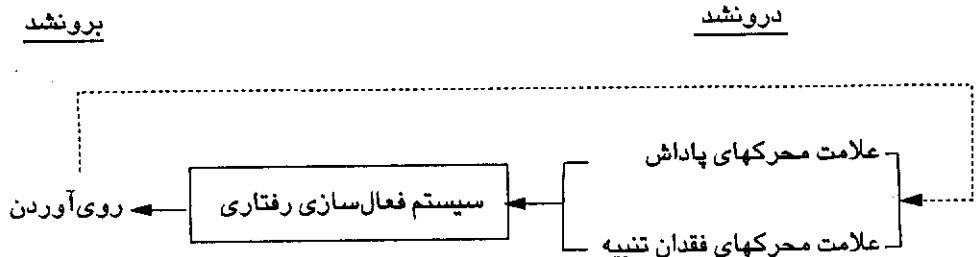 درونشد
برونشد
علامت محرکهای پاداش
سیستم فعال‌سازی رفتاری
روی‌آوردن
علامت محرکهای فقدان تنبیه